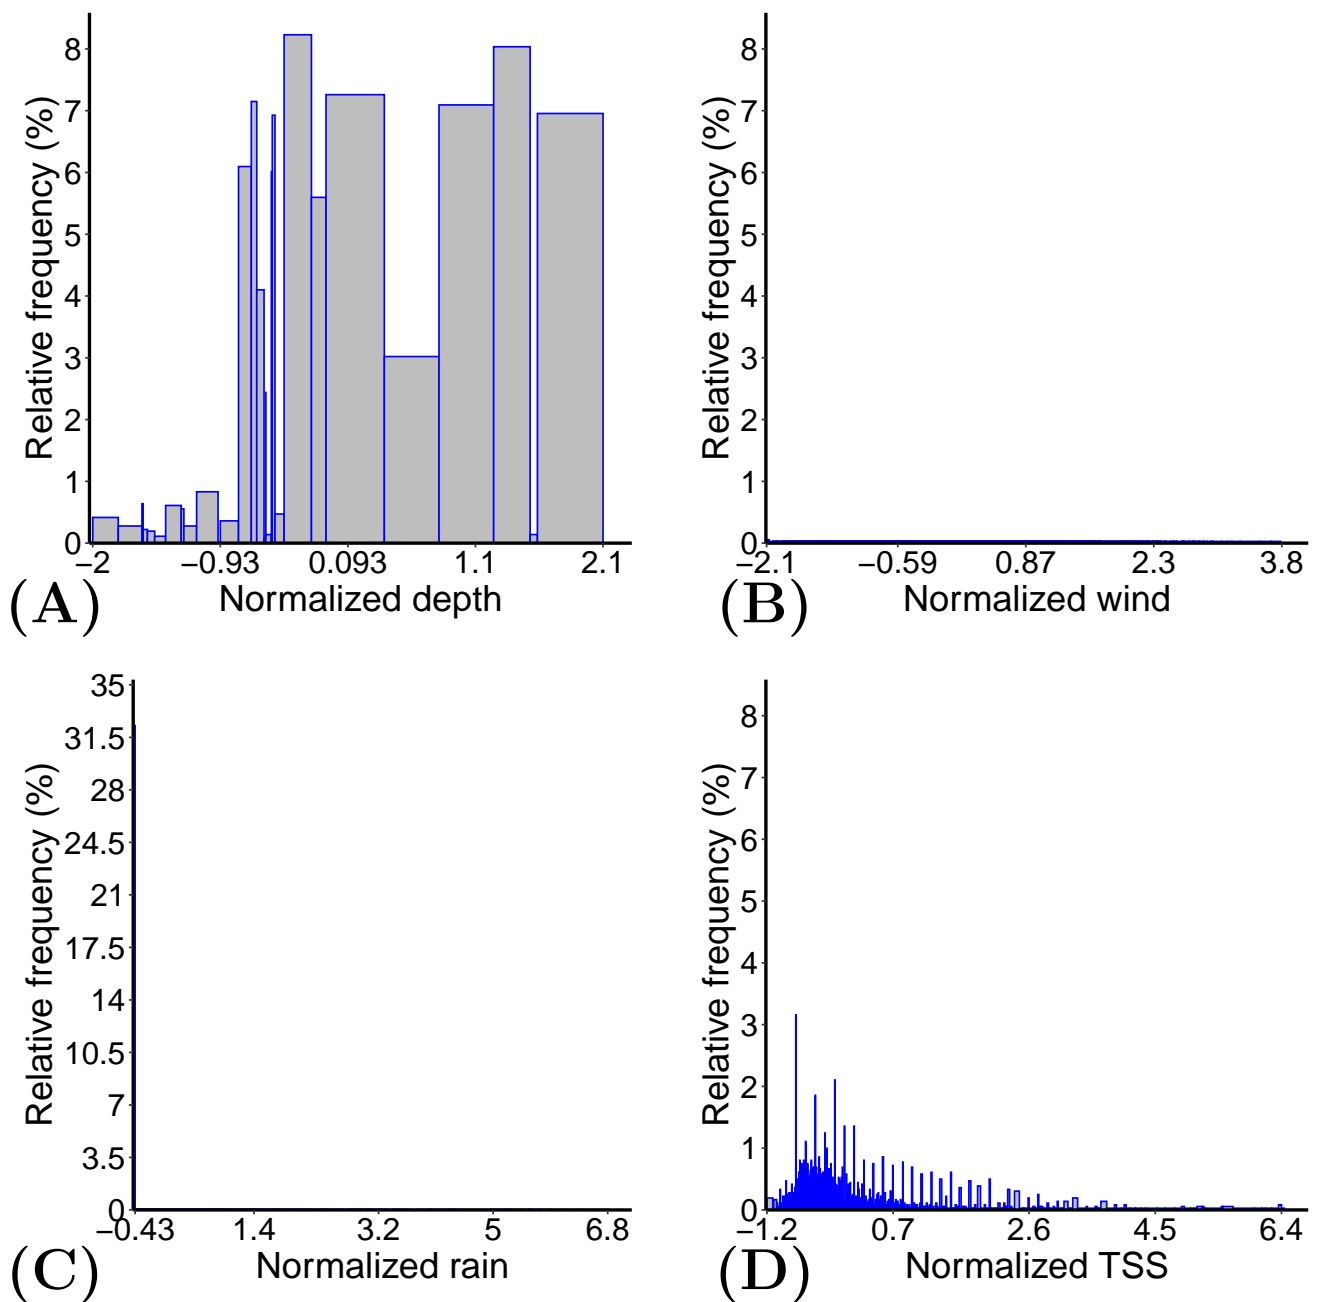 8
7
6
5
4
3
2
1
0
Relative frequency (%)
−2 −0.93 0.093 1.1 2.1
Normalized depth
(A)
8
7
6
5
4
3
2
1
0
Relative frequency (%)
−2.1 −0.59 0.87 2.3 3.8
Normalized wind
(B)
35
31.5
28
24.5
21
17.5
14
10.5
7
3.5
0
Relative frequency (%)
−0.43 1.4 3.2 5 6.8
Normalized rain
(C)
8
7
6
5
4
3
2
1
0
Relative frequency (%)
−1.2 0.7 2.6 4.5 6.4
Normalized TSS
(D)